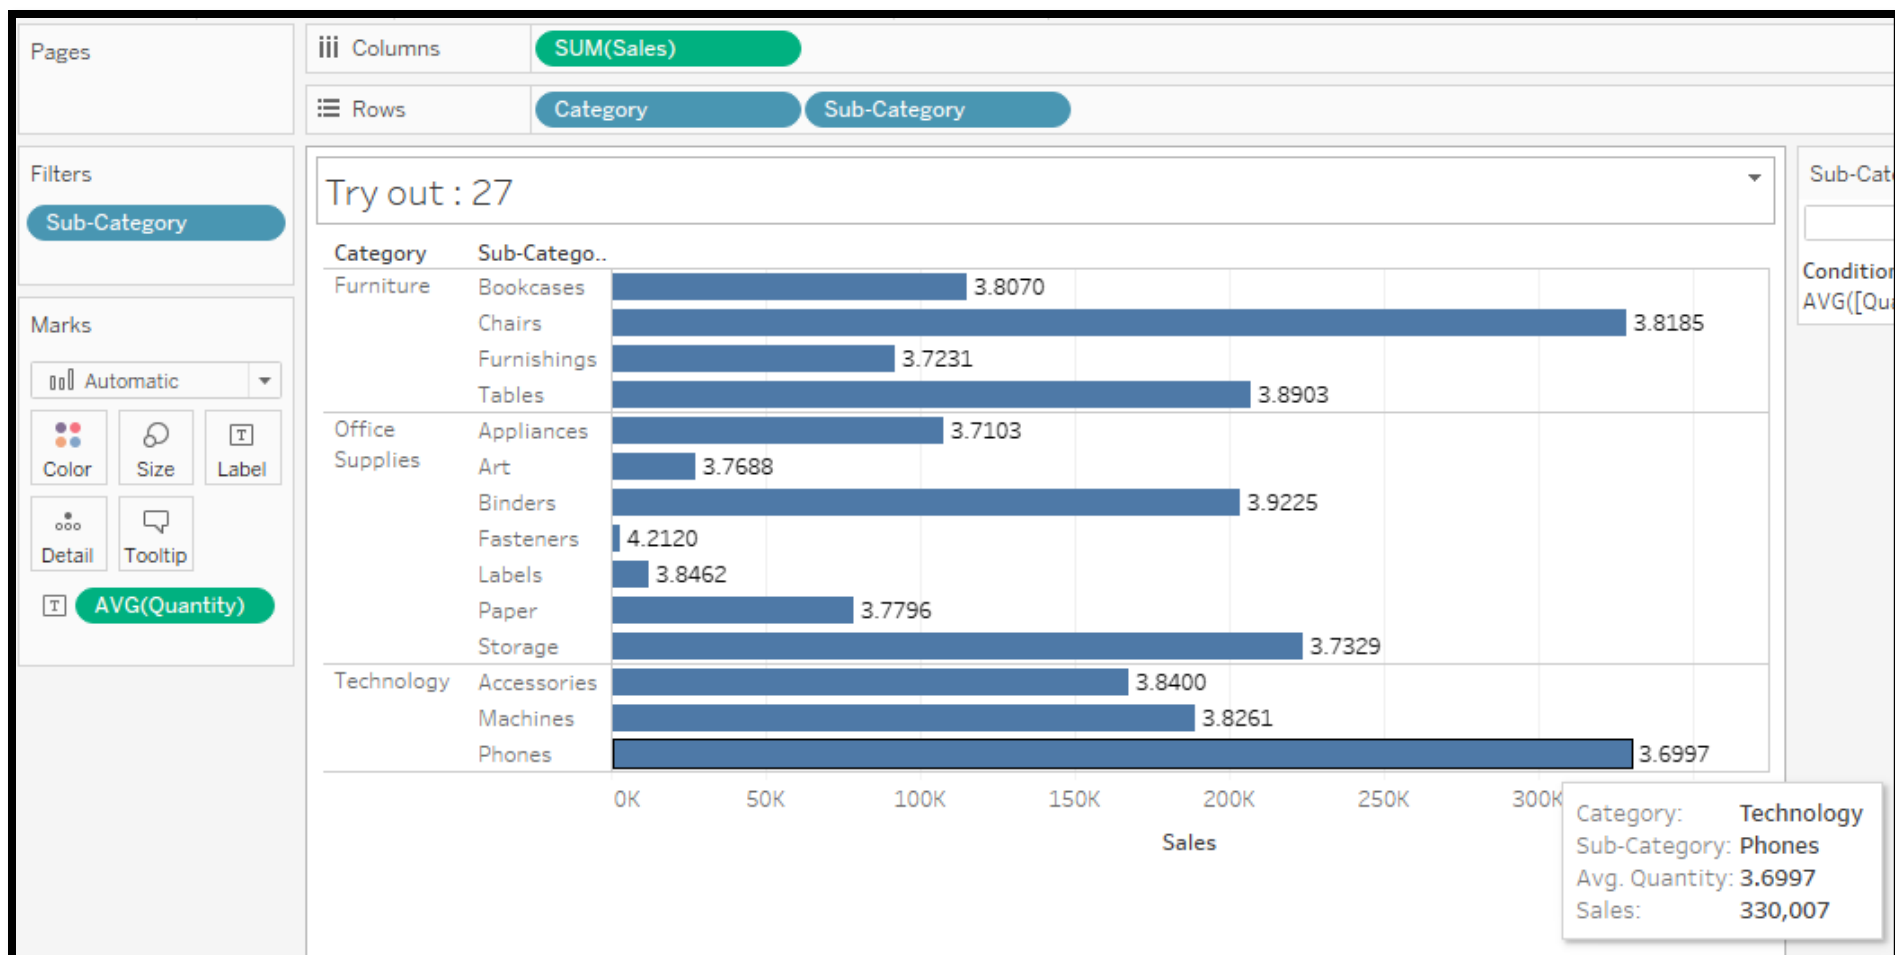 Pages
Columns SUM(Sales)
Rows Category Sub-Category
Filters
Sub-Category
Marks
Automatic
Color Size Label
Detail Tooltip
AVG(Quantity)
Try out : 27
Category Sub-Catego..
Furniture Bookcases 3.8070
Chairs 3.8185
Furnishings 3.7231
Tables 3.8903
Office Supplies Appliances 3.7103
Art 3.7688
Binders 3.9225
Fasteners 4.2120
Labels 3.8462
Paper 3.7796
Storage 3.7329
Technology Accessories 3.8400
Machines 3.8261
Phones 3.6997
0K 50K 100K 150K 200K 250K 300K
Sales
Category: Technology
Sub-Category: Phones
Avg. Quantity: 3.6997
Sales: 330,007
Sub-Cat
Condition
AVG([Qua